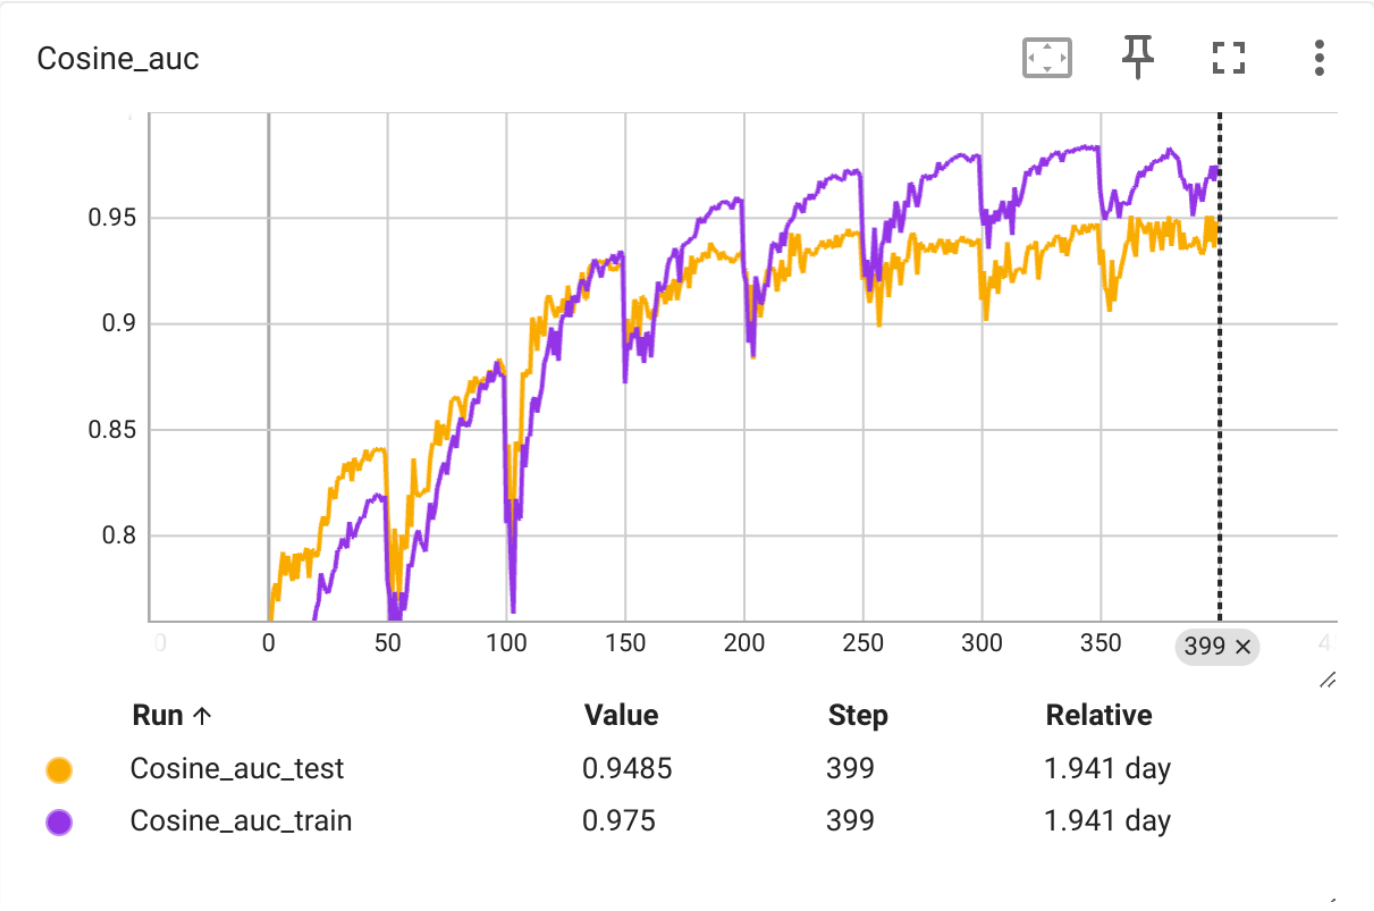 Cosine_auc
0.95
0.9
0.85
0.8
0 0 50 100 150 200 250 300 350 399 ×
Run ↑ Value Step Relative
Cosine_auc_test 0.9485 399 1.941 day
Cosine_auc_train 0.975 399 1.941 day